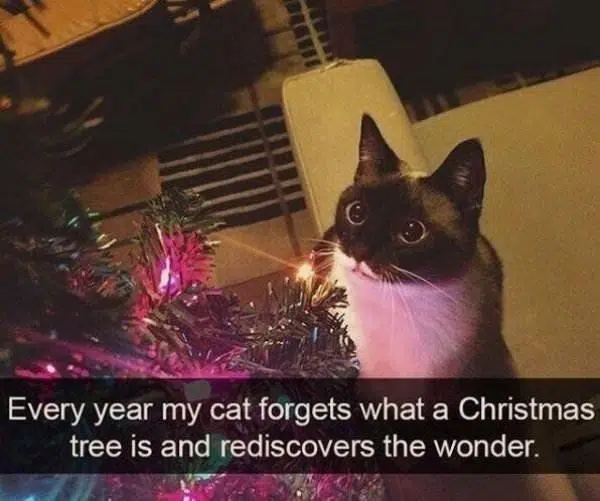 Every year my cat forgets what a Christmas
tree is and rediscovers the wonder.